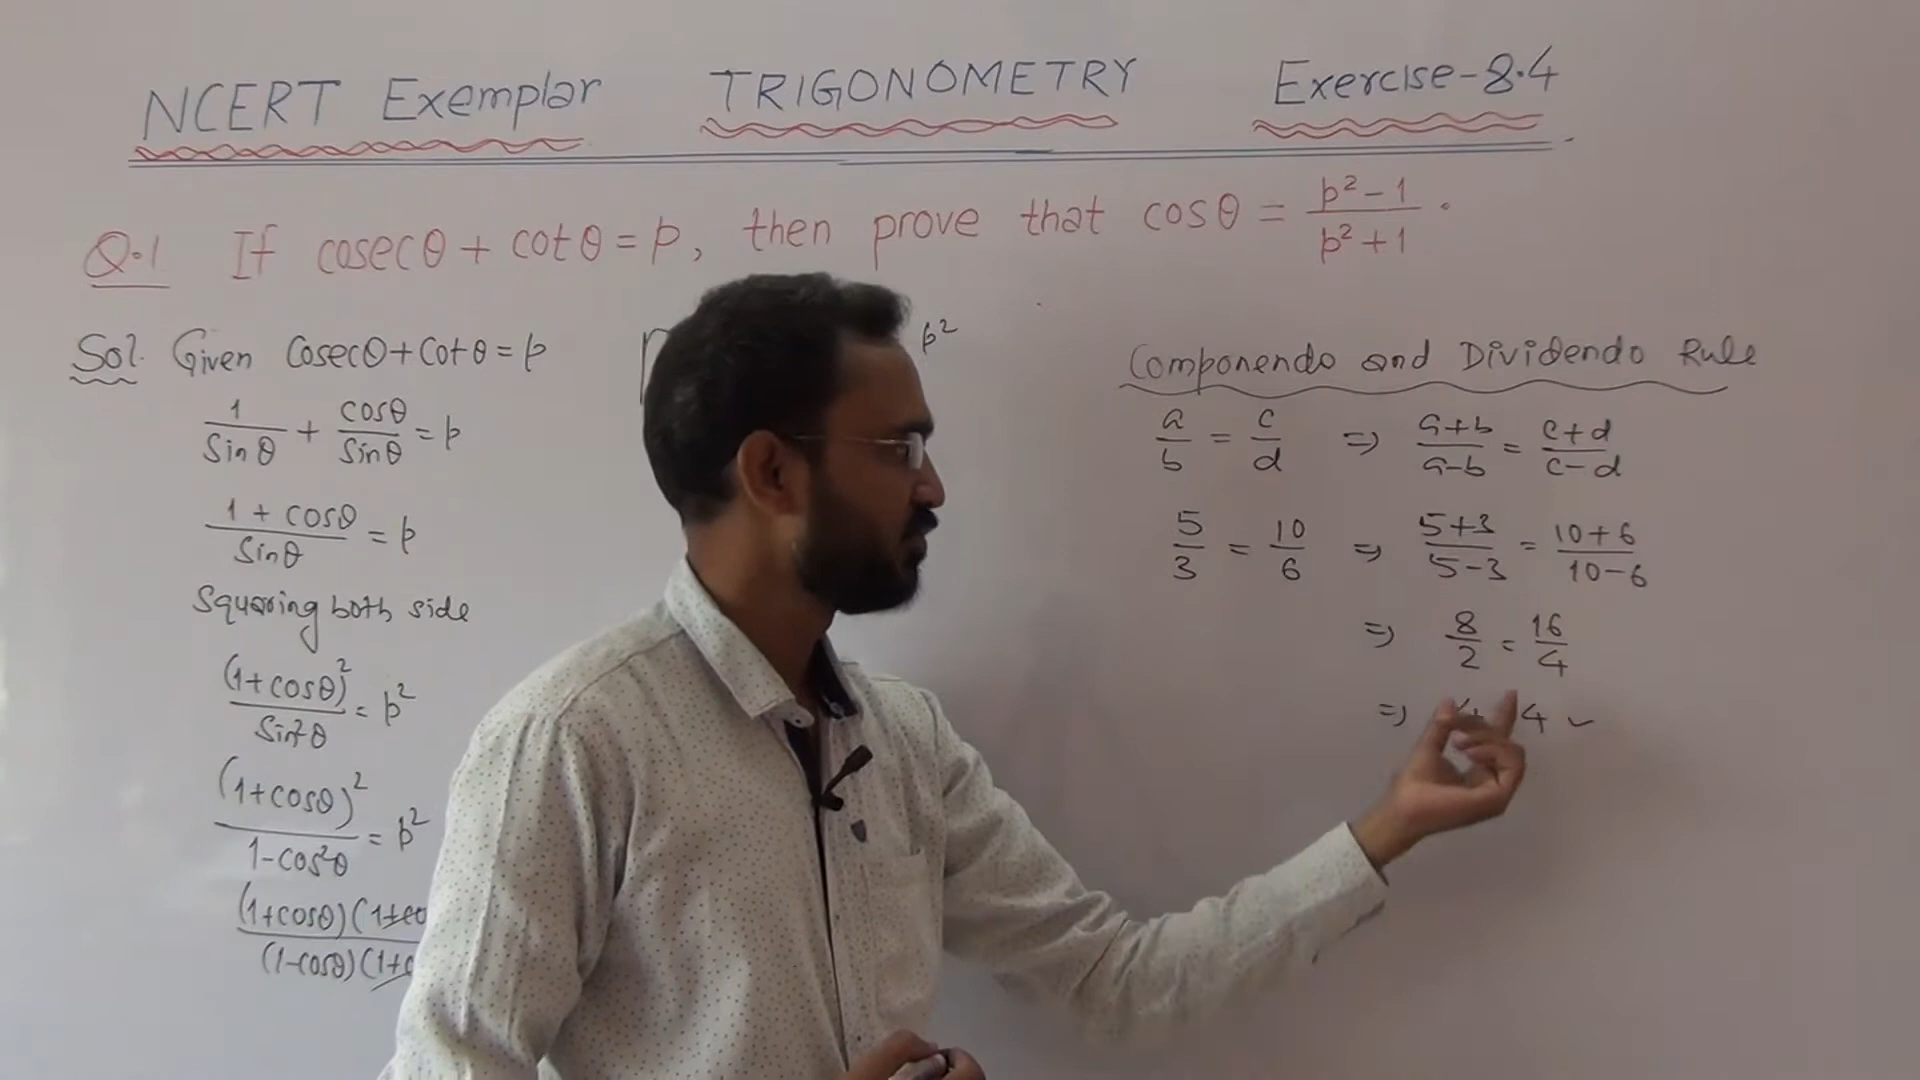 NCERT Exemplar TRIGONOMETRY Exercise-8.4
Q.1 If cosecθ + cotθ = p, then prove that cosθ = (p² - 1)/(p² + 1).
Sol. Given Cosecθ + Cotθ = p
1/Sinθ + cosθ/Sinθ = p
(1 + cosθ)/Sinθ = p
Squaring both side
(1+cosθ)²/Sin²θ = p²
(1+cosθ)²/(1-cos²θ) = p²
(1+cosθ)(1+co
(1-cosθ)(1+c
p²
Componendo and Dividendo Rule
a/b = c/d ⇒ (a+b)/(a-b) = (c+d)/(c-d)
5/3 = 10/6 ⇒ (5+3)/(5-3) = (10+6)/(10-6)
⇒ 8/2 = 16/4
⇒ 4 ✓